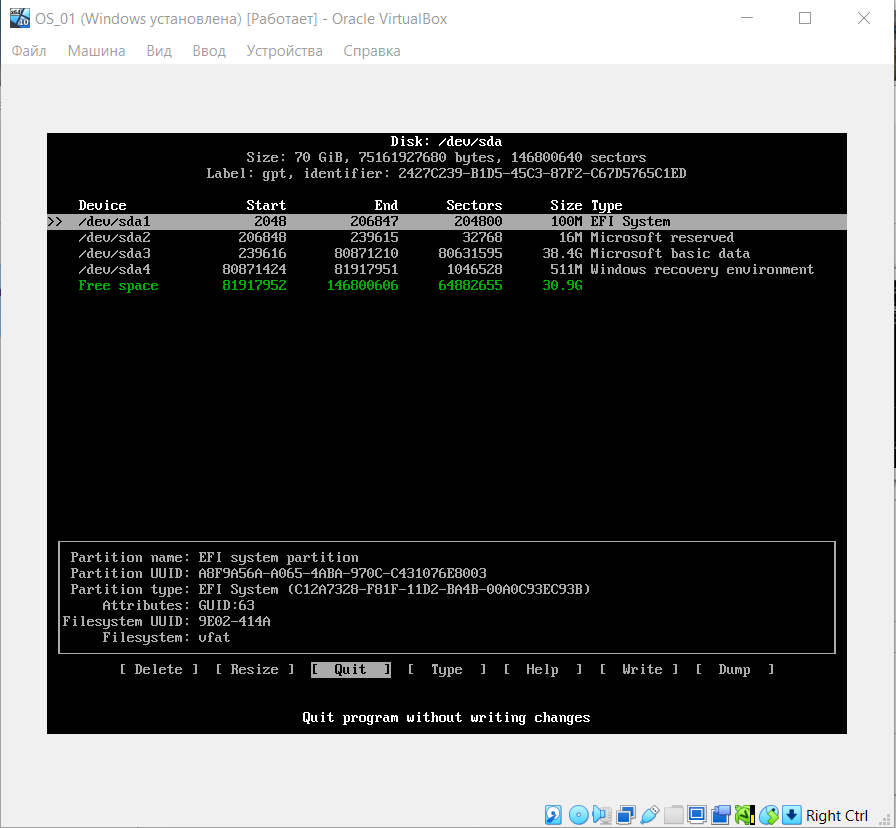 OS_01 (Windows установлена) [Работает] - Oracle VirtualBox
Файл Машина Вид Ввод Устройства Справка
Disk: /dev/sda
Size: 70 GiB, 75161927680 bytes, 146800640 sectors
Label: gpt, identifier: 2427C239-B1D5-45C3-87F2-C67D5765C1ED
Device Start End Sectors Size Type
>> /dev/sda1 2048 206847 204800 100M EFI System
/dev/sda2 206848 239615 32768 16M Microsoft reserved
/dev/sda3 239616 80871210 80631595 38.4G Microsoft basic data
/dev/sda4 80871424 81917951 1046528 511M Windows recovery environment
Free space 81917952 146800606 64882655 30.9G
Partition name: EFI system partition
Partition UUID: A8F9A56A-A065-4ABA-970C-C431076E8003
Partition type: EFI System (C12A7328-F81F-11D2-BA4B-00A0C93EC93B)
Attributes: GUID:63
Filesystem UUID: 9E02-414A
Filesystem: vfat
[ Delete ] [ Resize ] [ Quit ] [ Type ] [ Help ] [ Write ] [ Dump ]
Quit program without writing changes
Right Ctrl